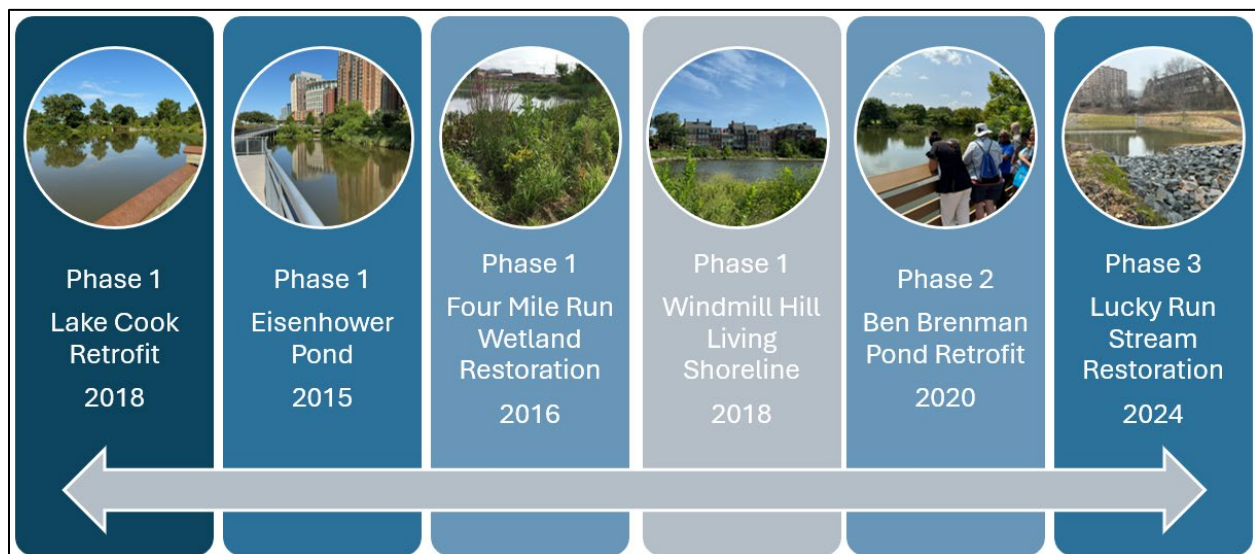 Phase 1
Lake Cook
Retrofit
2018
Phase 1
Eisenhower
Pond
2015
Phase 1
Four Mile Run
Wetland
Restoration
2016
Phase 1
Windmill Hill
Living
Shoreline
2018
Phase 2
Ben Brenman
Pond Retrofit
2020
Phase 3
Lucky Run
Stream
Restoration
2024